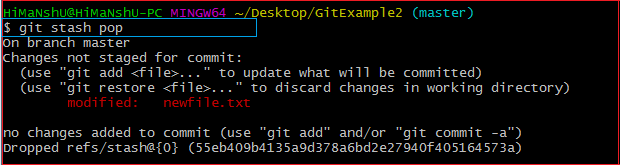 HiMaNshU@HiMaNshU-PC MINGW64 ~/Desktop/GitExample2 (master)
$ git stash pop
On branch master
Changes not staged for commit:
  (use "git add <file>..." to update what will be committed)
  (use "git restore <file>..." to discard changes in working directory)
        modified:   newfile.txt
no changes added to commit (use "git add" and/or "git commit -a")
Dropped refs/stash@{0} (55eb409b4135a9d378a6bd2e27940f405164573a)